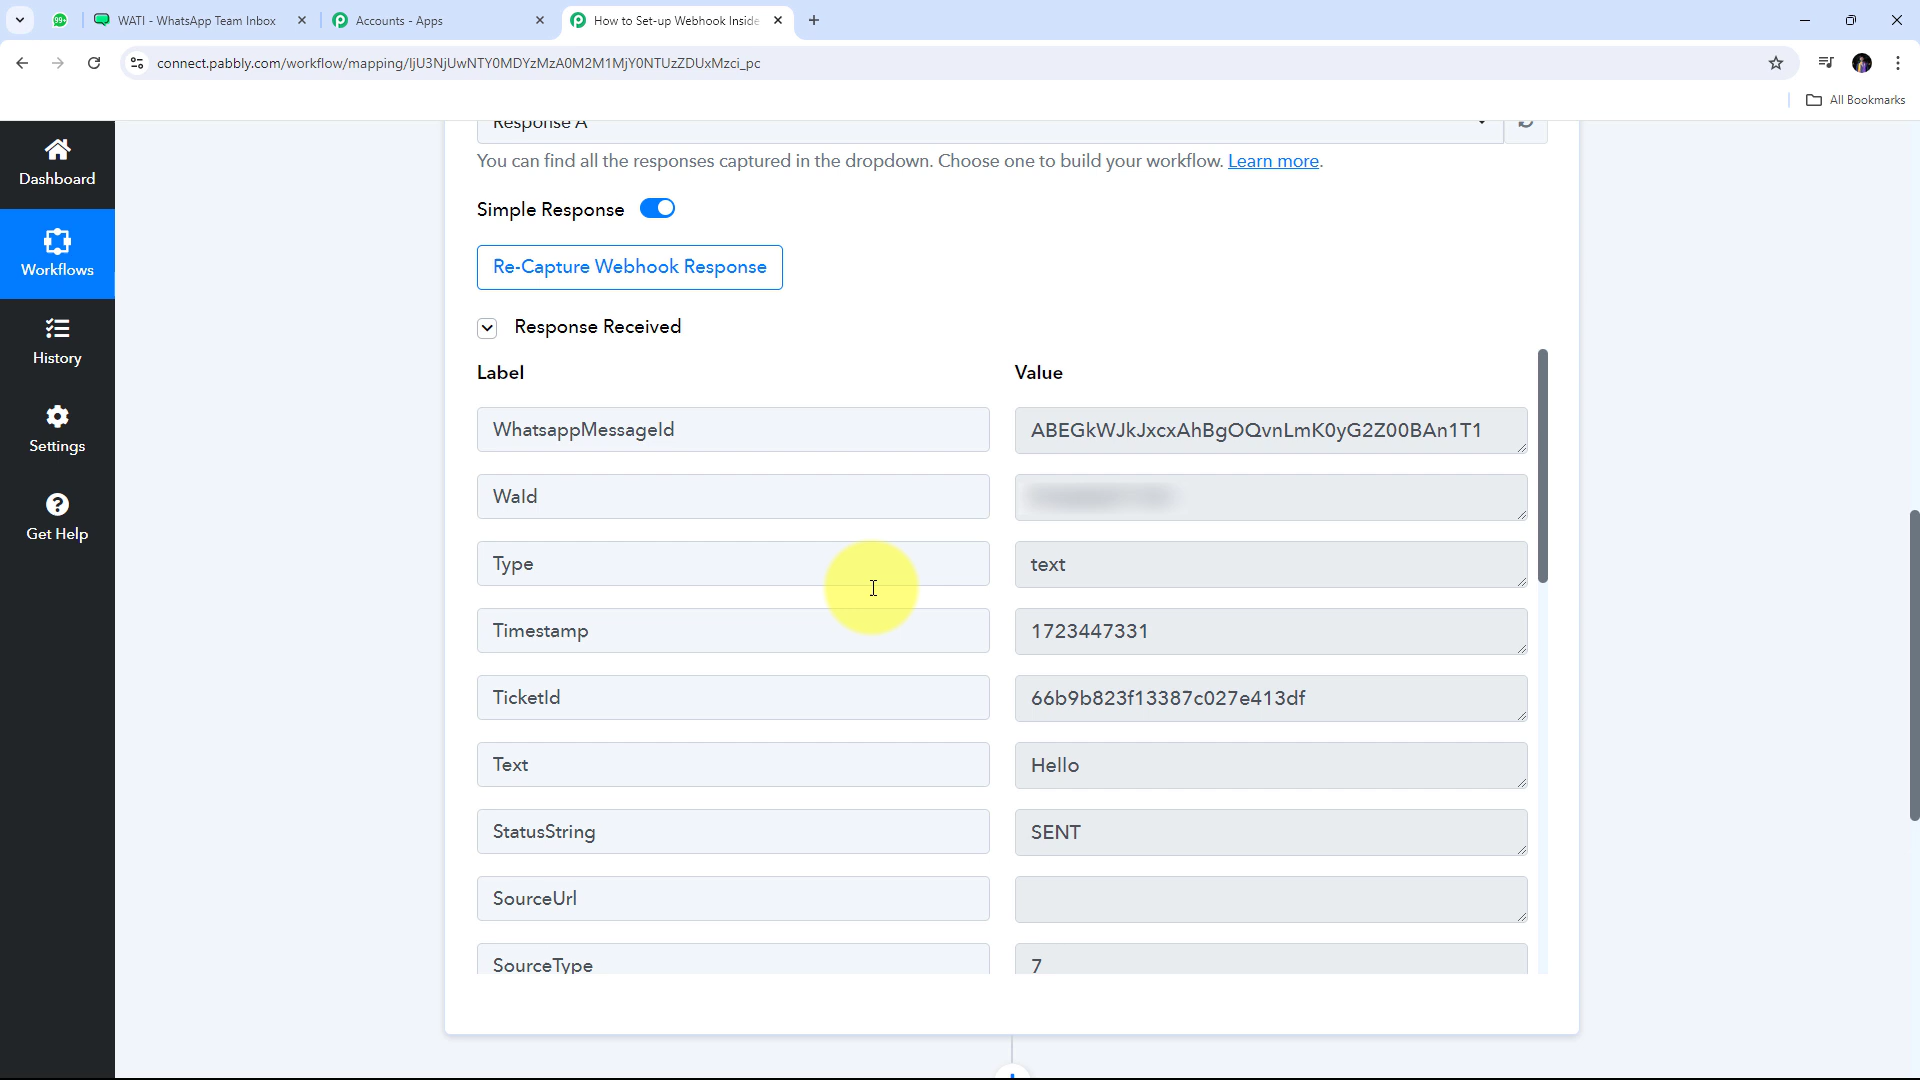 99+
WATI - WhatsApp Team Inbox
Accounts - Apps
How to Set-up Webhook Inside
connect.pabbly.com/workflow/mapping/IjU3NjUwNTY0MDYzMzA0M2M1MjY0NTUzZDUxMzci_pc
All Bookmarks
Dashboard
Workflows
History
Settings
Get Help
Response A
You can find all the responses captured in the dropdown. Choose one to build your workflow. Learn more.
Simple Response
Re-Capture Webhook Response
Response Received
Label Value
WhatsappMessageId ABEGkWJkJxcxAhBgOQvnLmK0yG2Z00BAn1T1
WaId
Type text
Timestamp 1723447331
TicketId 66b9b823f13387c027e413df
Text Hello
StatusString SENT
SourceUrl
SourceType 7